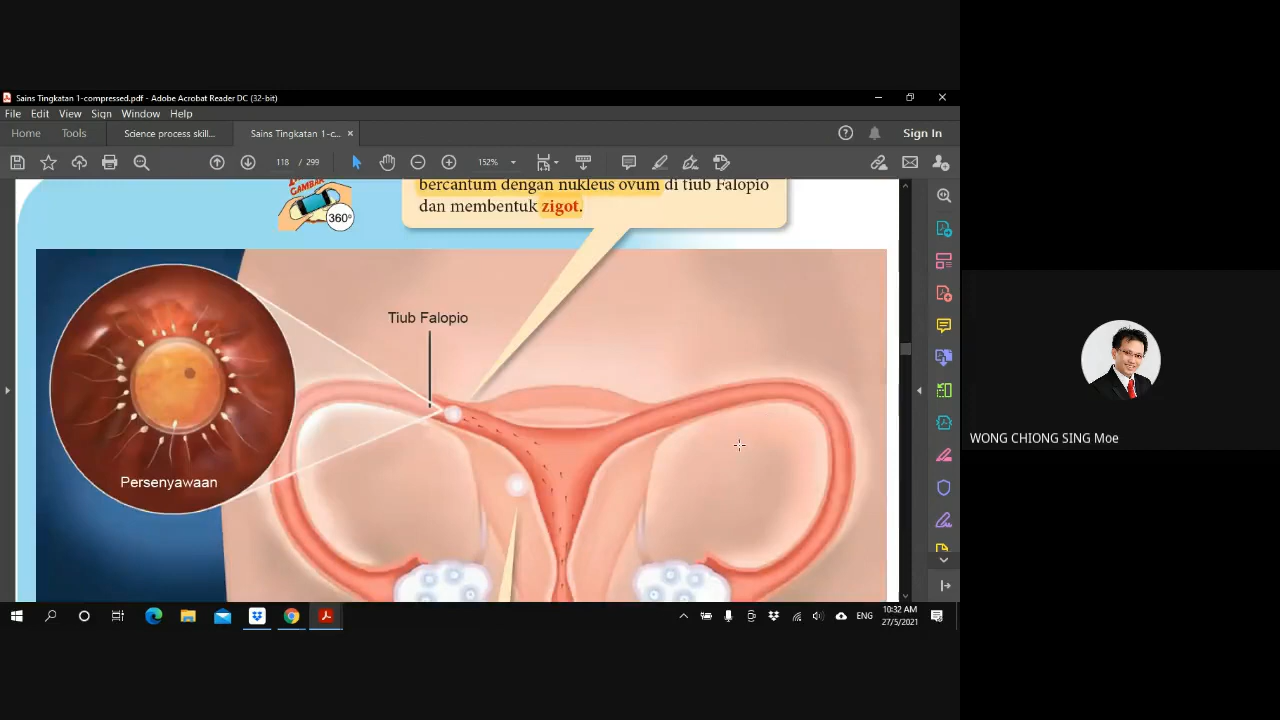 Sains Tingkatan 1-compressed.pdf - Adobe Acrobat Reader DC (32-bit)
File Edit View Sign Window Help
Home Tools Science process skill... Sains Tingkatan 1-c... × Sign In
118 / 299 152%
GAMBAR
360°
bercantum dengan nukleus ovum di tiub Falopio
dan membentuk zigot.
Tiub Falopio
Persenyawaan
WONG CHIONG SING Moe
ENG
10:32 AM
27/5/2021